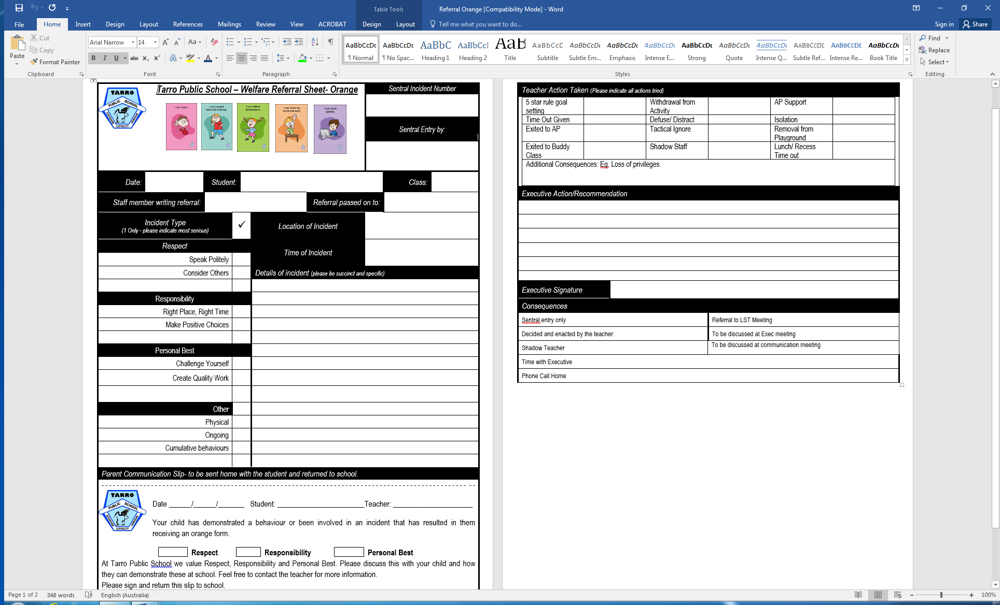 Table Tools
Referral Orange [Compatibility Mode] - Word
File Home Insert Design Layout References Mailings Review View ACROBAT Design Layout Tell me what you want to do... Sign in Share
Paste
Cut
Copy
Format Painter
Clipboard
Arial Narrow 14
Font
Paragraph
AaBbCcDc AaBbCcDc AaBbC AaBbCcI AaB AaBbCcD AaBbCcDc AaBbCcDc AaBbCcDc AaBbCcDc AaBbCcDc AaBbCcDc AABBCCDE AABBCCDE AaBbCcDc
¶ Normal ¶ No Spac... Heading 1 Heading 2 Title Subtitle Subtle Em... Emphasis Intense E... Strong Quote Intense Q... Subtle Ref... Intense Re... Book Title
Styles
Find
Replace
Select
Editing
TARRO
PUBLIC SCHOOL
COURAGE LOYALTY HONOUR
Tarro Public School – Welfare Referral Sheet- Orange
I can listen.
I can control what I do and say.
I can follow instructions.
I can raise my hand and wait.
I can work quietly.
Sentral Incident Number
Sentral Entry by:
Date: Student: Class:
Staff member writing referral: Referral passed on to:
Incident Type
(1 Only - please indicate most serious)
✓
Location of Incident
Respect
Time of Incident
Speak Politely
Consider Others
Details of incident (please be succinct and specific)
Responsibility
Right Place, Right Time
Make Positive Choices
Personal Best
Challenge Yourself
Create Quality Work
Other
Physical
Ongoing
Cumulative behaviours
Parent Communication Slip- to be sent home with the student and returned to school.
TARRO
PUBLIC SCHOOL
COURAGE LOYALTY HONOUR
Date ______/______/_______ Student: _______________________Teacher: _____________________
Your child has demonstrated a behaviour or been involved in an incident that has resulted in them
receiving an orange form.
Respect Responsibility Personal Best
At Tarro Public School we value Respect, Responsibility and Personal Best. Please discuss this with your child and how
they can demonstrate these at school. Feel free to contact the teacher for more information.
Please sign and return this slip to school.
Teacher Action Taken (Please indicate all actions tried)
5 star rule goal setting Withdrawal from Activity AP Support
Time Out Given Defuse/ Distract Isolation
Exited to AP Tactical Ignore Removal from Playground
Exited to Buddy Class Shadow Staff Lunch/ Recess Time out
Additional Consequences: Eg. Loss of privileges.
Executive Action/Recommendation
Executive Signature
Consequences
Sentral entry only Referral to LST Meeting
Decided and enacted by the teacher: To be discussed at Exec meeting
Shadow Teacher To be discussed at communication meeting
Time with Executive
Phone Call Home
Page 1 of 2 348 words English (Australia) 100%